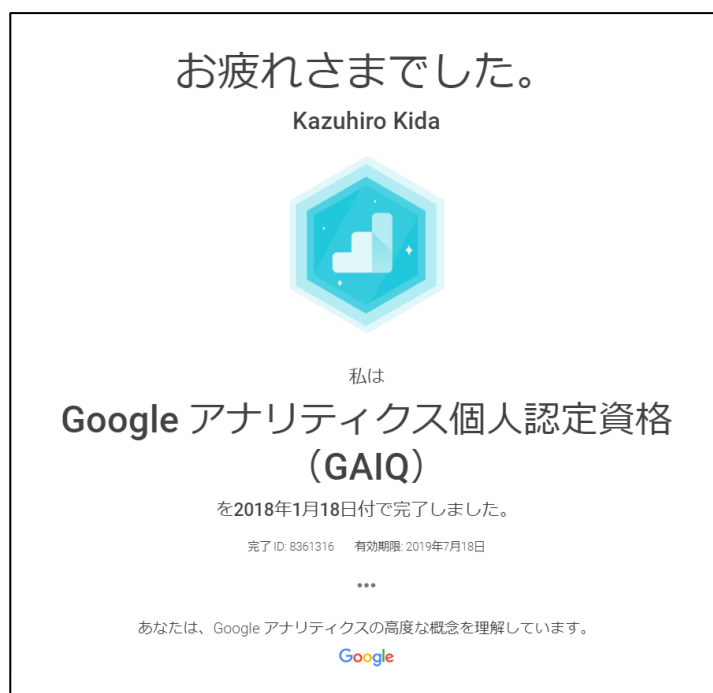 お疲れさまでした。
Kazuhiro Kida
私は
Google アナリティクス個人認定資格
（GAIQ）
を2018年1月18日付で完了しました。
完了 ID: 8361316 有効期限: 2019年7月18日
•••
あなたは、Google アナリティクスの高度な概念を理解しています。
Google